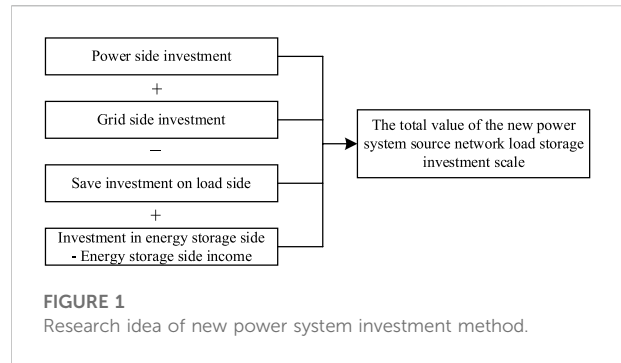 Power side investment
+
Grid side investment
−
Save investment on load side
+
Investment in energy storage side
- Energy storage side income
The total value of the new power
system source network load storage
investment scale
FIGURE 1
Research idea of new power system investment method.